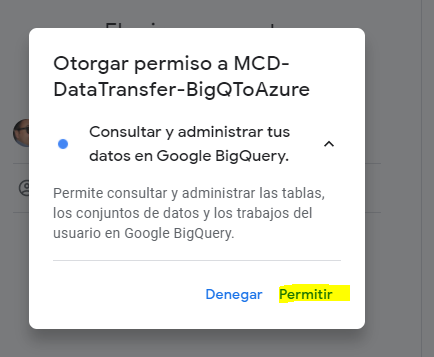 Otorgar permiso a MCD-
DataTransfer-BigQToAzure
Consultar y administrar tus
datos en Google BigQuery.
Permite consultar y administrar las tablas,
los conjuntos de datos y los trabajos del
usuario en Google BigQuery.
Denegar Permitir